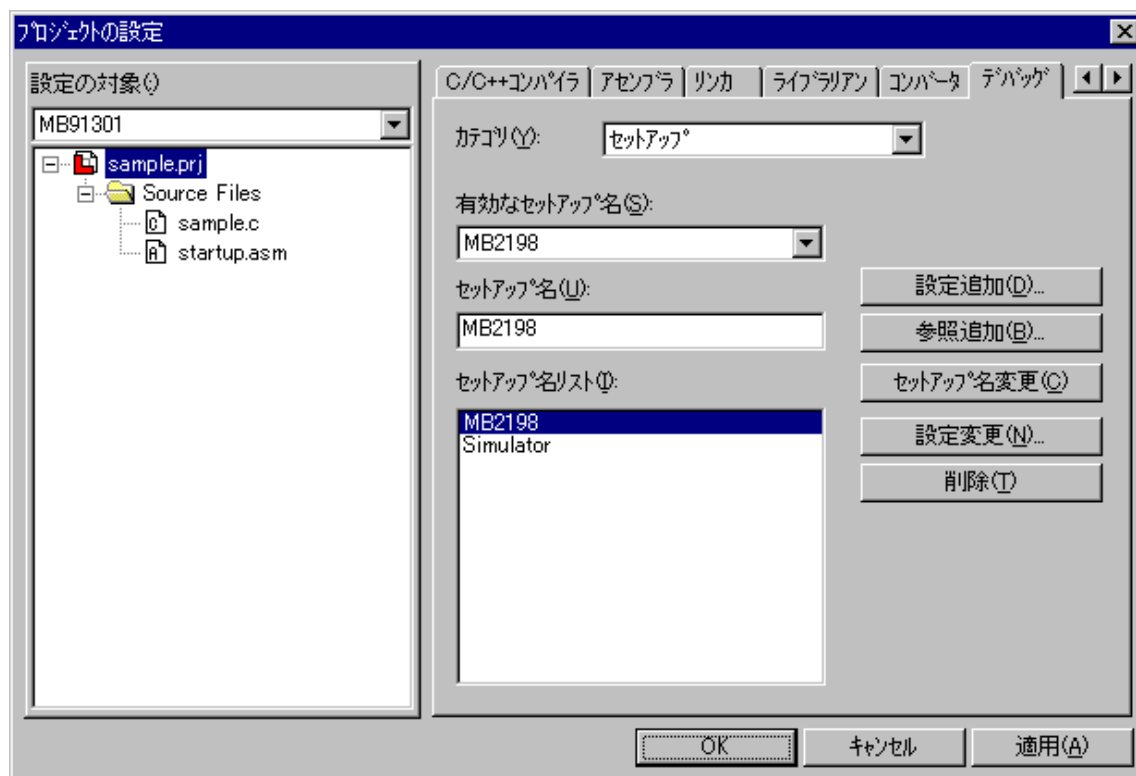 ﾌﾟﾛｼﾞｪｸﾄの設定
設定の対象(:)
MB91301
sample.prj
Source Files
sample.c
startup.asm
C/C++ｺﾝﾊﾟｲﾗ
ｱｾﾝﾌﾞﾗ
ﾘﾝｶ
ﾗｲﾌﾞﾗﾘｱﾝ
ｺﾝﾊﾞｰﾀ
ﾃﾞﾊﾞｯｸﾞ
ｶﾃｺﾞﾘ(Y):
ｾｯﾄｱｯﾌﾟ
有効なｾｯﾄｱｯﾌﾟ名(S):
MB2198
ｾｯﾄｱｯﾌﾟ名(U):
MB2198
ｾｯﾄｱｯﾌﾟ名ﾘｽﾄ(I):
MB2198
Simulator
設定追加(D)...
参照追加(B)...
ｾｯﾄｱｯﾌﾟ名変更(C)
設定変更(N)...
削除(T)
OK
ｷｬﾝｾﾙ
適用(A)